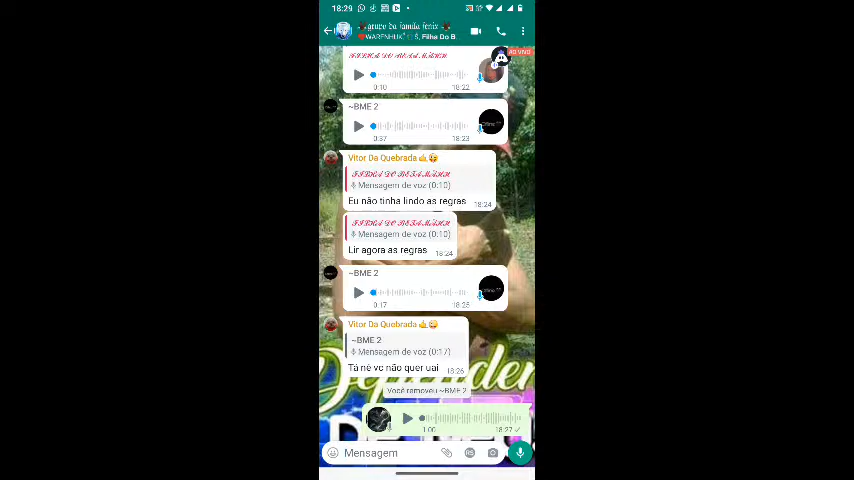 18:29
🦅𝔤𝔯𝔲𝔭𝔬 𝔡𝔞 𝔣𝔞𝔪𝔦𝔩𝔞 𝔣𝔢𝔫𝔦𝔵🦅
AO VIVO
𝓕𝓘𝓛𝓗𝓐 𝓓𝓞 𝓑𝓔𝓣𝓐𝓜𝓐𝓗𝓗
0:10 18:22
~BME 2
0:37 18:23
Vitor Da Quebrada
Mensagem de voz (0:10)
Eu não tinha lindo as regras 18:24
Mensagem de voz (0:10)
Lir agora as regras 18:24
~BME 2
0:17 18:25
Vitor Da Quebrada
~BME 2
Mensagem de voz (0:17)
Tá né vc não quer uai 18:26
Você removeu ~BME 2
1:00 18:27
Mensagem